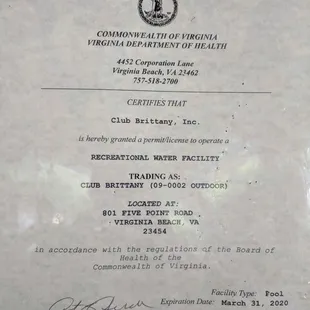 COMMONWEALTH OF VIRGINIA
VIRGINIA DEPARTMENT OF HEALTH
4452 Corporation Lane
Virginia Beach, VA 23462
757-518-2700
CERTIFIES THAT
Club Brittany, Inc.
is hereby granted a permit/license to operate a
RECREATIONAL WATER FACILITY
TRADING AS:
CLUB BRITTANY (09-0002 OUTDOOR)
LOCATED AT:
801 FIVE POINT ROAD
VIRGINIA BEACH, VA
23454
in accordance with the regulations of the Board of
Health of the
Commonwealth of Virginia.
Facility Type: Pool
Expiration Date: March 31, 2020